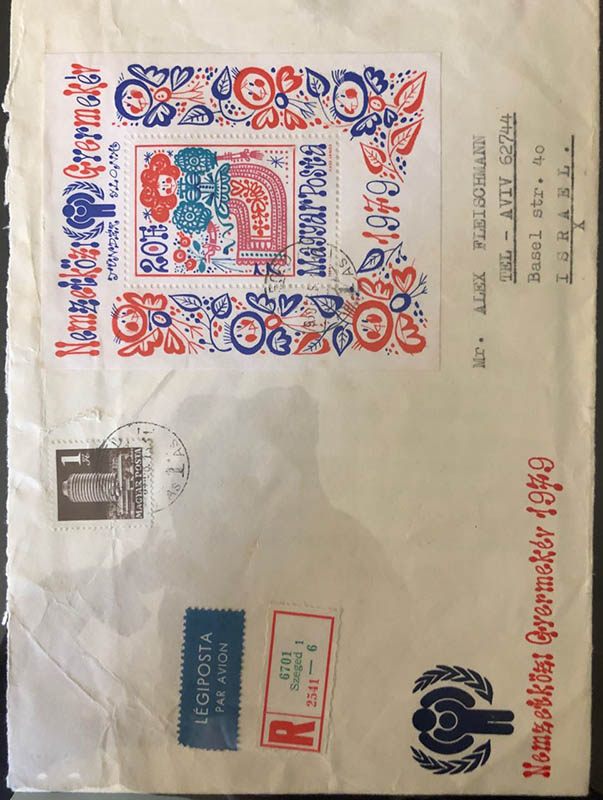 Nemzetközi Gyermekév
20Ft
Magyar Posta
1979
1 Ft
MAGYAR POSTA
Mr. ALEX FLEISCHMANN
TEL - AVIV 62744
Basel str. 40
ISRAEL.
X
LÉGIPOSTA
PAR AVION
R
6701
Szeged 1
2541 — 6
Nemzetközi Gyermekév 1979